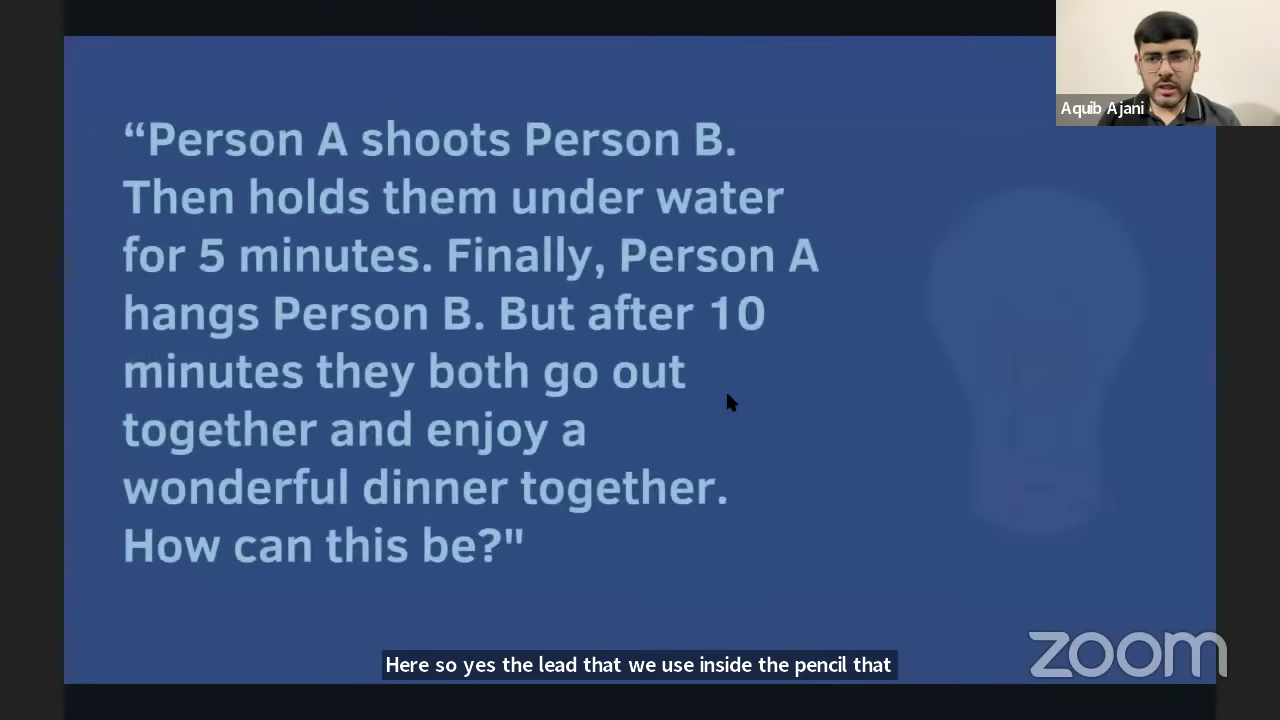 Aquib Ajani
“Person A shoots Person B.
Then holds them under water
for 5 minutes. Finally, Person A
hangs Person B. But after 10
minutes they both go out
together and enjoy a
wonderful dinner together.
How can this be?"
Here so yes the lead that we use inside the pencil that
zoom